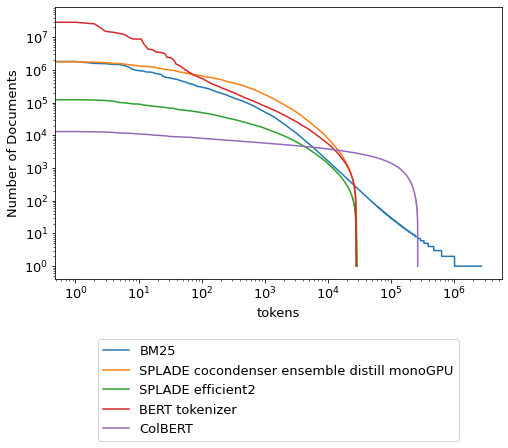 Number of Documents
10^7
10^6
10^5
10^4
10^3
10^2
10^1
10^0
10^0 10^1 10^2 10^3 10^4 10^5 10^6
tokens
BM25
SPLADE cocondenser ensemble distill monoGPU
SPLADE efficient2
BERT tokenizer
ColBERT